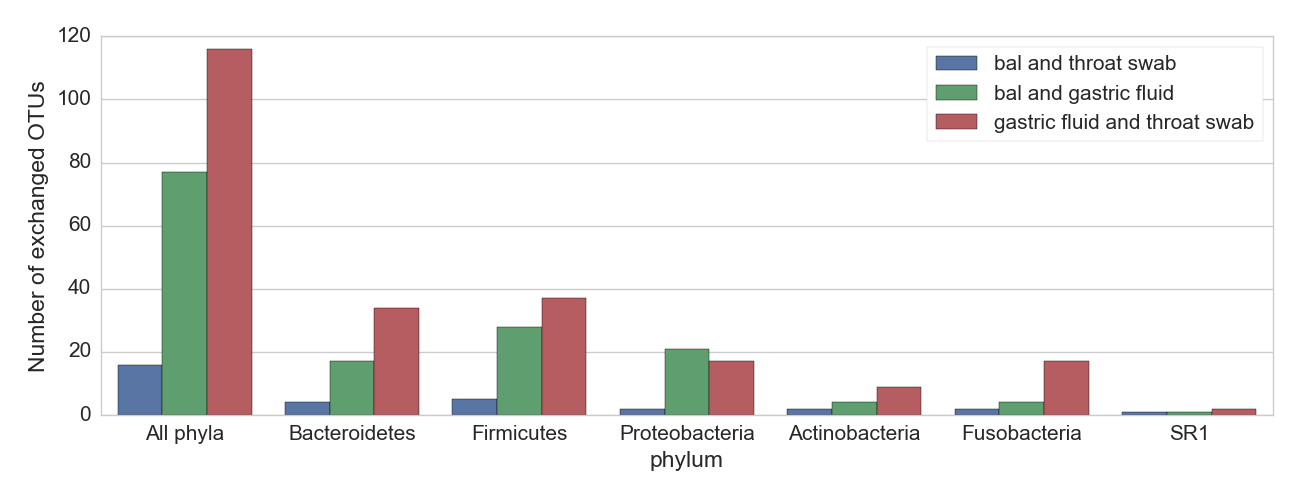 Number of exchanged OTUs
120
100
80
60
40
20
0
bal and throat swab
bal and gastric fluid
gastric fluid and throat swab
All phyla Bacteroidetes Firmicutes Proteobacteria Actinobacteria Fusobacteria SR1
phylum